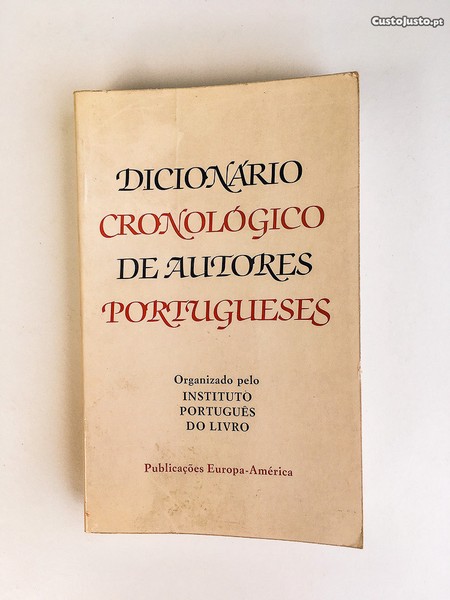 CustoJusto.pt
DICIONÁRIO
CRONOLÓGICO
DE AUTORES
PORTUGUESES
Organizado pelo
INSTITUTO
PORTUGUÊS
DO LIVRO
Publicações Europa-América